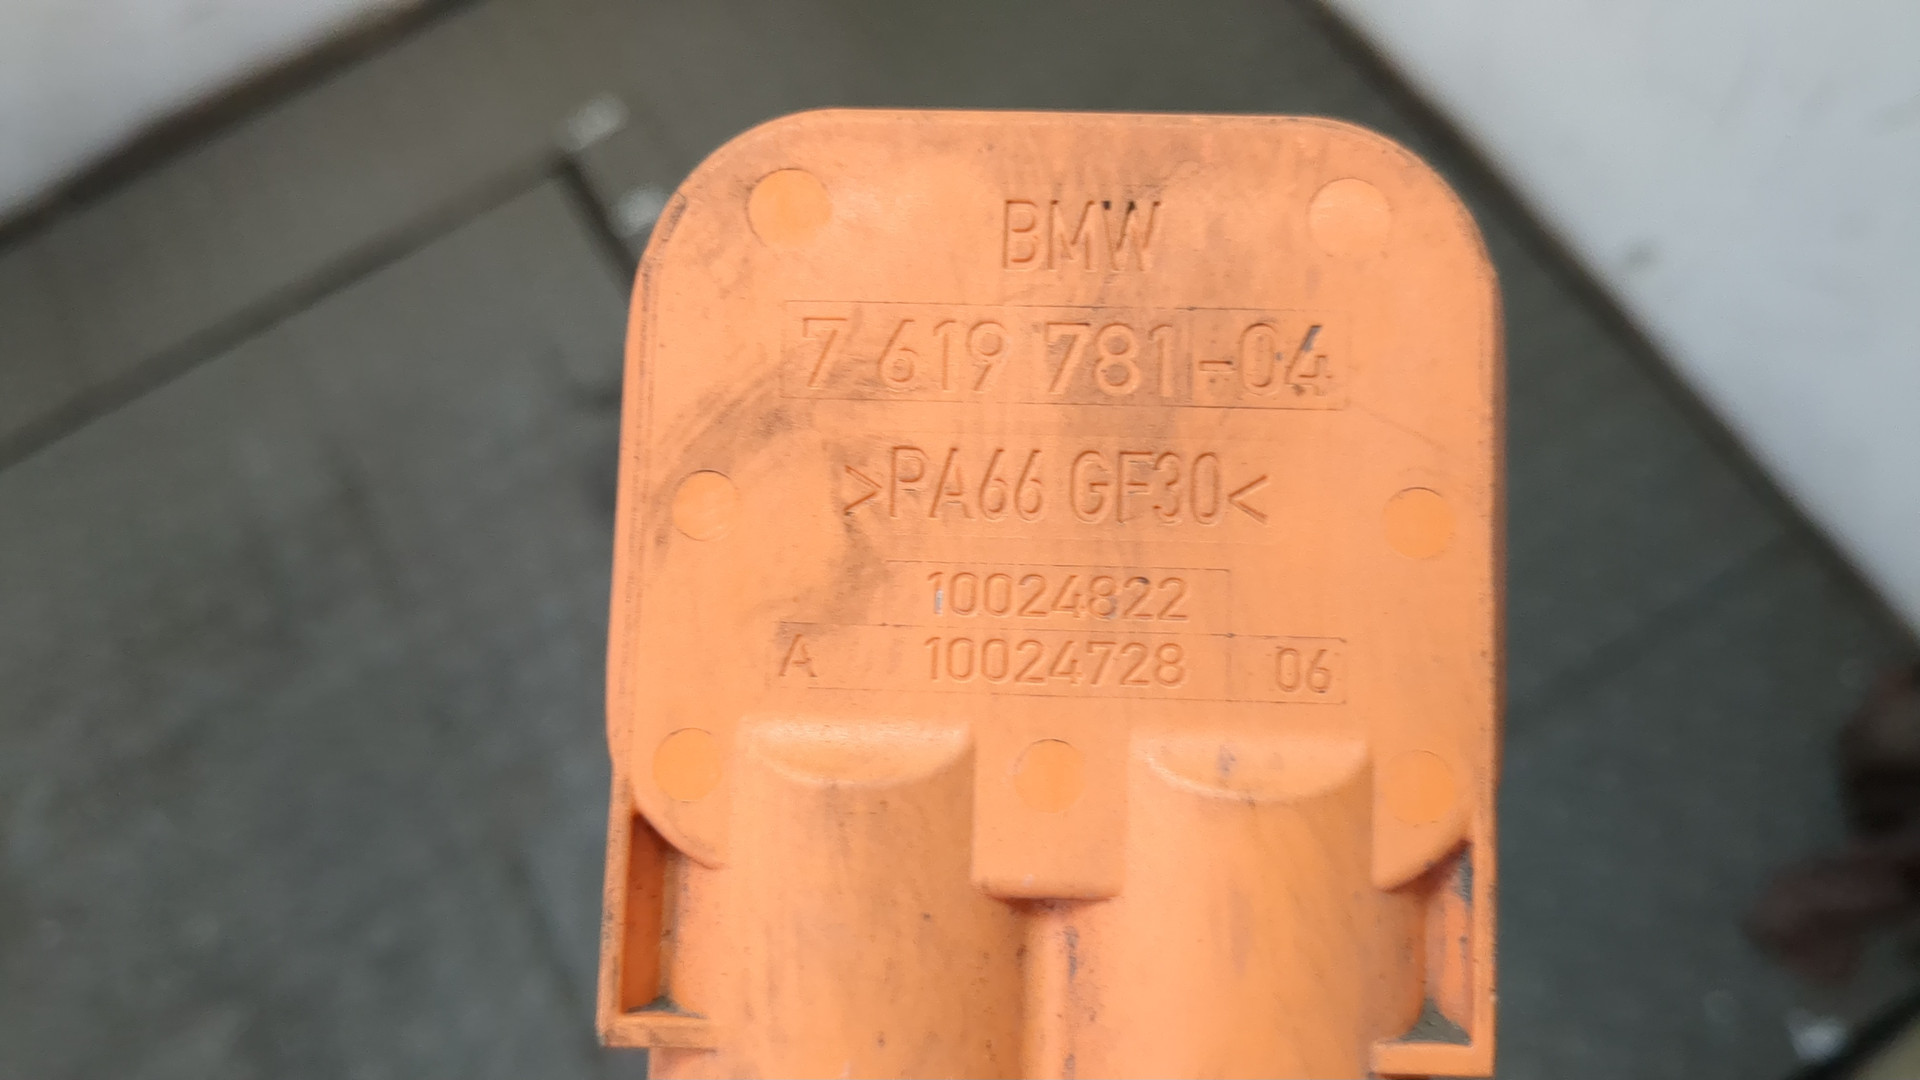 BMW
7 619 781-04
>PA66 GF30<
10024822
A 10024728 06